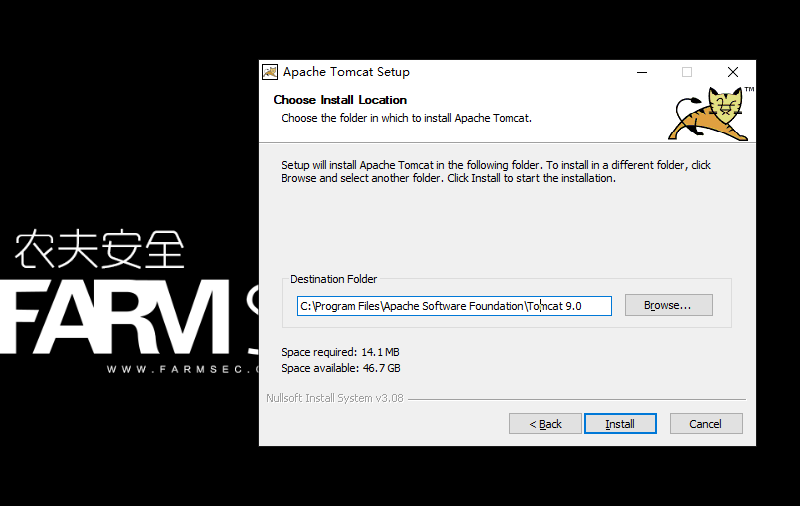 Apache Tomcat Setup
Choose Install Location
Choose the folder in which to install Apache Tomcat.
TM
Setup will install Apache Tomcat in the following folder. To install in a different folder, click
Browse and select another folder. Click Install to start the installation.
农夫安全
FARM S
WWW.FARMSEC.
Destination Folder
C:\Program Files\Apache Software Foundation\Tomcat 9.0
Browse...
Space required: 14.1 MB
Space available: 46.7 GB
Nullsoft Install System v3.08
< Back
Install
Cancel